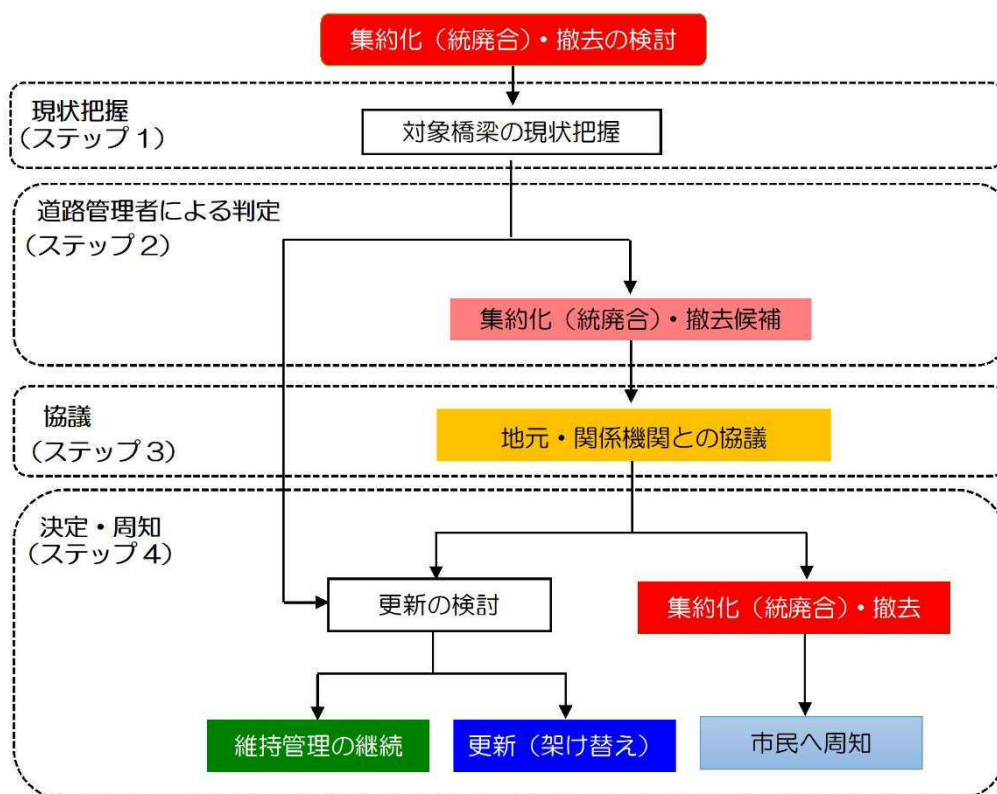 集約化（統廃合）・撤去の検討
現状把握
（ステップ１）
対象橋梁の現状把握
道路管理者による判定
（ステップ２）
集約化（統廃合）・撤去候補
協議
（ステップ３）
地元・関係機関との協議
決定・周知
（ステップ４）
更新の検討
集約化（統廃合）・撤去
維持管理の継続
更新（架け替え）
市民へ周知